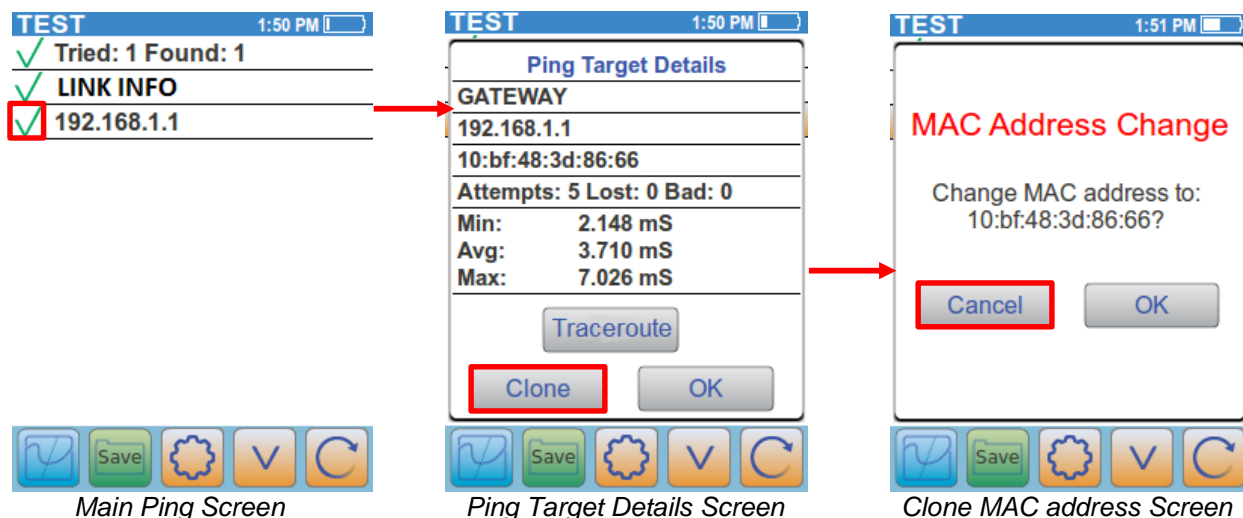 TEST 1:50 PM
Tried: 1 Found: 1
LINK INFO
192.168.1.1
Save
Main Ping Screen
TEST 1:50 PM
Ping Target Details
GATEWAY
192.168.1.1
10:bf:48:3d:86:66
Attempts: 5 Lost: 0 Bad: 0
Min: 2.148 mS
Avg: 3.710 mS
Max: 7.026 mS
Traceroute
Clone OK
Save
Ping Target Details Screen
TEST 1:51 PM
MAC Address Change
Change MAC address to:
10:bf:48:3d:86:66?
Cancel OK
Save
Clone MAC address Screen